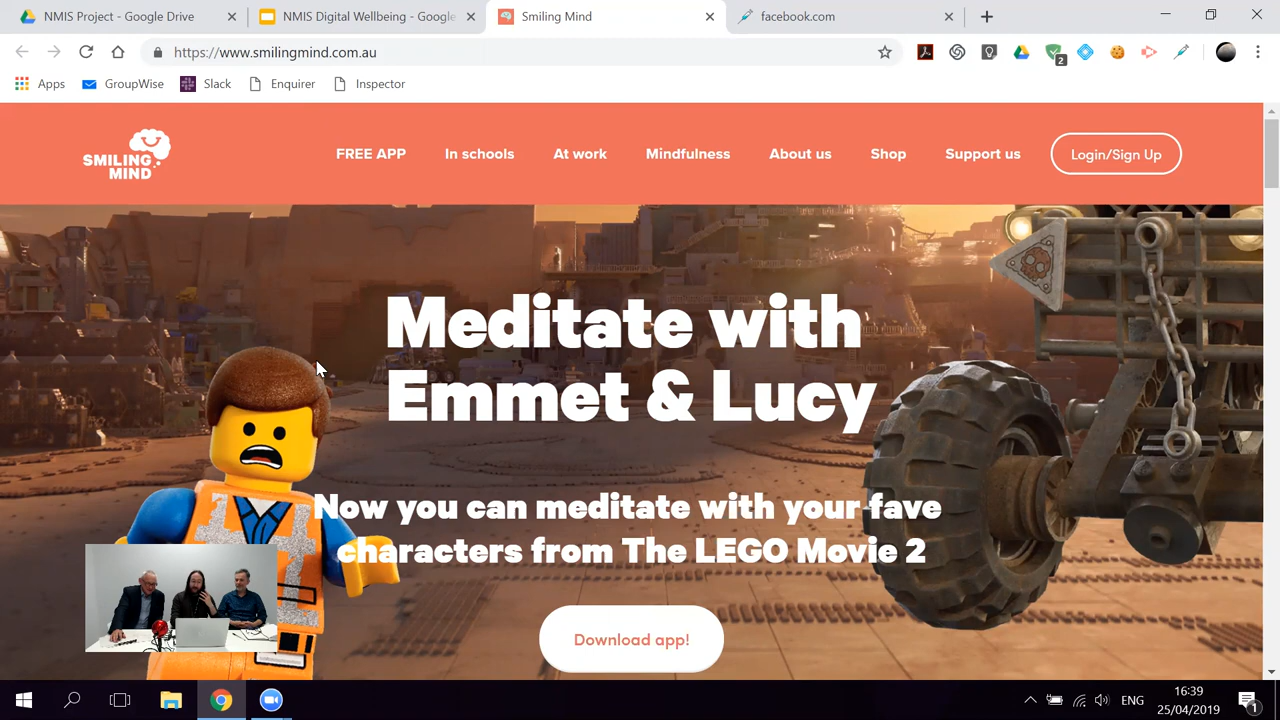 NMIS Project - Google Drive
NMIS Digital Wellbeing - Google
Smiling Mind
facebook.com
https://www.smilingmind.com.au
2
Apps
GroupWise
Slack
Enquirer
Inspector
SMILING
MIND
FREE APP
In schools
At work
Mindfulness
About us
Shop
Support us
Login/Sign Up
Meditate with
Emmet & Lucy
Now you can meditate with your fave
characters from The LEGO Movie 2
Download app!
ENG
16:39
25/04/2019
1